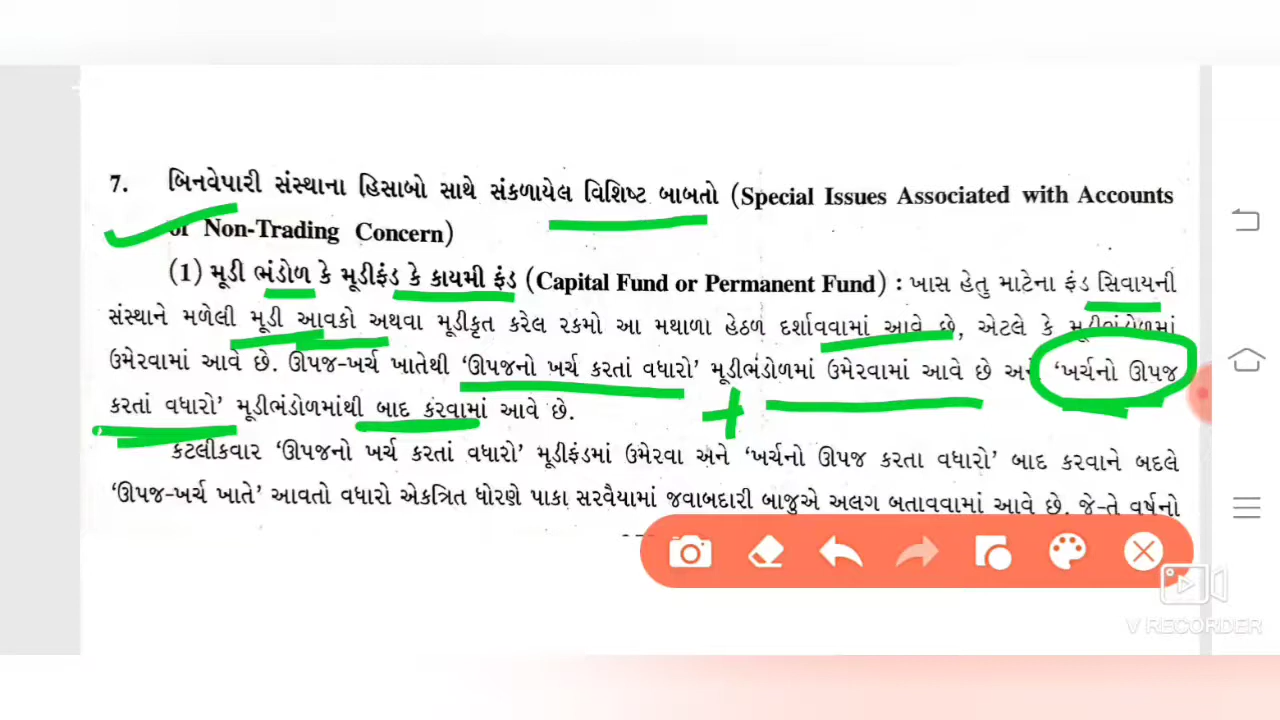 7. બિનવેપારી સંસ્થાના હિસાબો સાથે સંકળાયેલ વિશિષ્ટ બાબતો (Special Issues Associated with Accounts
of Non-Trading Concern)
(1) મૂડી ભંડોળ કે મૂડીફંડ કે કાયમી ફંડ (Capital Fund or Permanent Fund) : ખાસ હેતુ માટેના ફંડ સિવાયની
સંસ્થાને મળેલી મૂડી આવકો અથવા મૂડીકૃત કરેલ રકમો આ મથાળા હેઠળ દર્શાવવામાં આવે છે, એટલે કે મૂડીભંડોળમાં
ઉમેરવામાં આવે છે. ઊપજ-ખર્ચ ખાતેથી 'ઊપજનો ખર્ચ કરતાં વધારો' મૂડીભંડોળમાં ઉમેરવામાં આવે છે અને 'ખર્ચનો ઊપજ
કરતાં વધારો' મૂડીભંડોળમાંથી બાદ કરવામાં આવે છે.
કેટલીકવાર 'ઊપજનો ખર્ચ કરતાં વધારો' મૂડીફંડમાં ઉમેરવા અને 'ખર્ચનો ઊપજ કરતા વધારો' બાદ કરવાને બદલે
'ઊપજ-ખર્ચ ખાતે' આવતો વધારો એકત્રિત ધોરણે પાકા સરવૈયામાં જવાબદારી બાજુએ અલગ બતાવવામાં આવે છે. જે-તે વર્ષનો
V RECORDER